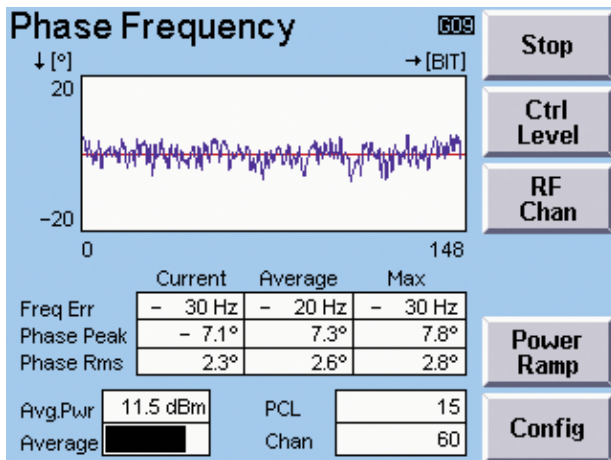 Phase Frequency
G09
↓ [°]
→ [BIT]
20
−20
0
148
Current Average Max
Freq Err − 30 Hz − 20 Hz − 30 Hz
Phase Peak − 7.1° 7.3° 7.8°
Phase Rms 2.3° 2.6° 2.8°
Avg.Pwr 11.5 dBm PCL 15
Average Chan 60
Stop
Ctrl
Level
RF
Chan
Power
Ramp
Config